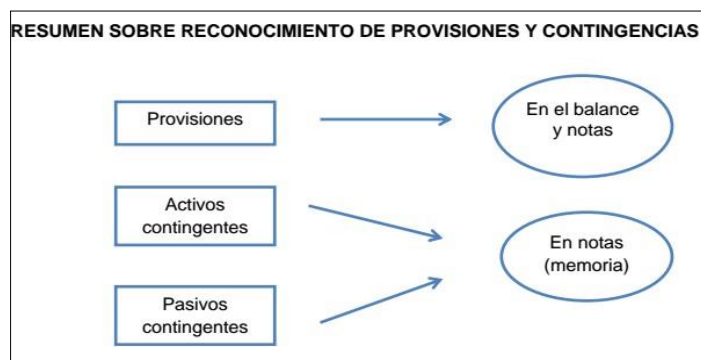 RESUMEN SOBRE RECONOCIMIENTO DE PROVISIONES Y CONTINGENCIAS
Provisiones
En el balance
y notas
Activos
contingentes
En notas
(memoria)
Pasivos
contingentes